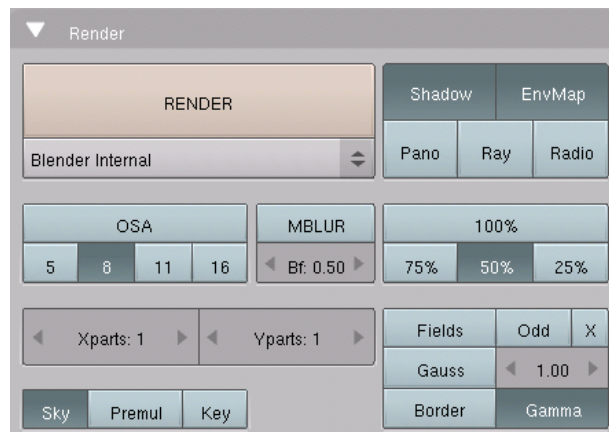 Render
RENDER
Blender Internal
Shadow EnvMap
Pano Ray Radio
OSA
5 8 11 16
MBLUR
Bf: 0.50
100%
75% 50% 25%
Xparts: 1 Yparts: 1
Fields Odd X
Gauss 1.00
Border Gamma
Sky Premul Key